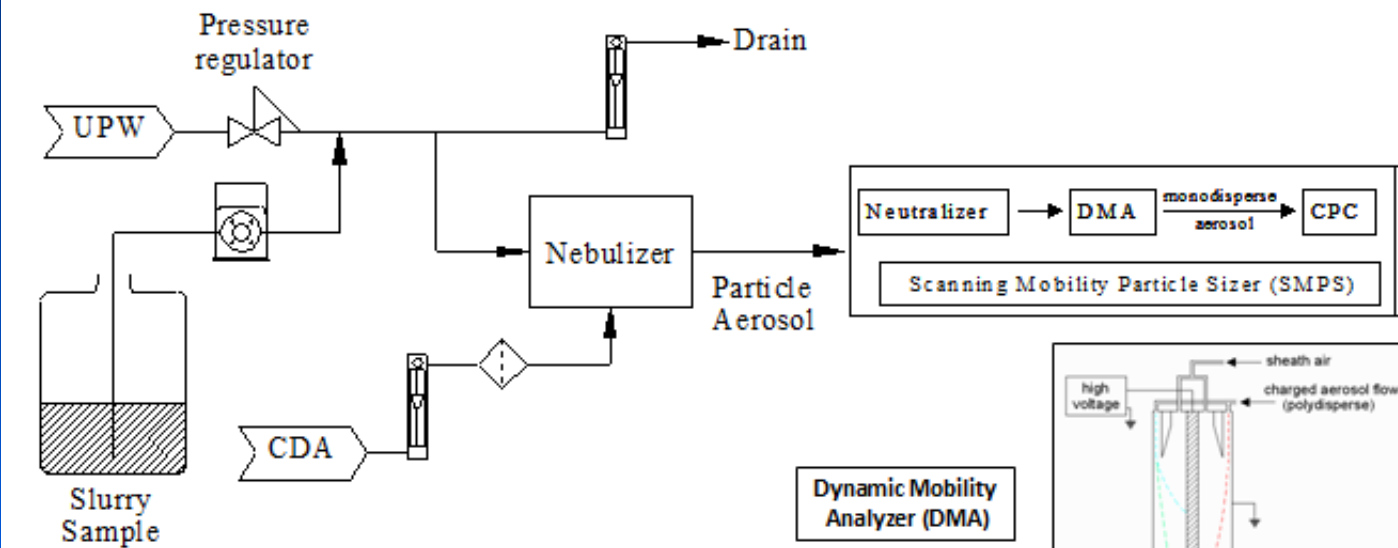 Pressure
regulator
Drain
UPW
Neutralizer
DMA
monodisperse
aerosol
CPC
Nebulizer
Scanning Mobility Particle Sizer (SMPS)
Particle
Aerosol
sheath air
high
voltage
charged aerosol flow
(polydisperse)
CDA
Dynamic Mobility
Analyzer (DMA)
Slurry
Sample